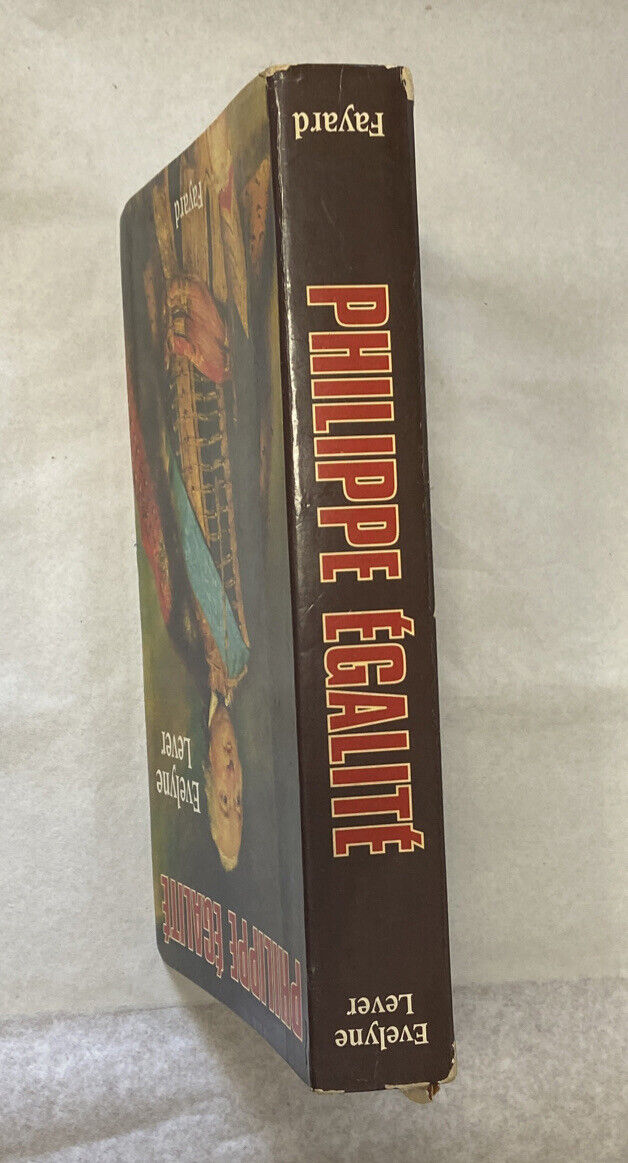 Evelyne
Lever
PHILIPPE ÉGALITÉ
Fayard
PHILIPPE ÉGALITÉ
Evelyne
Lever
Fayard